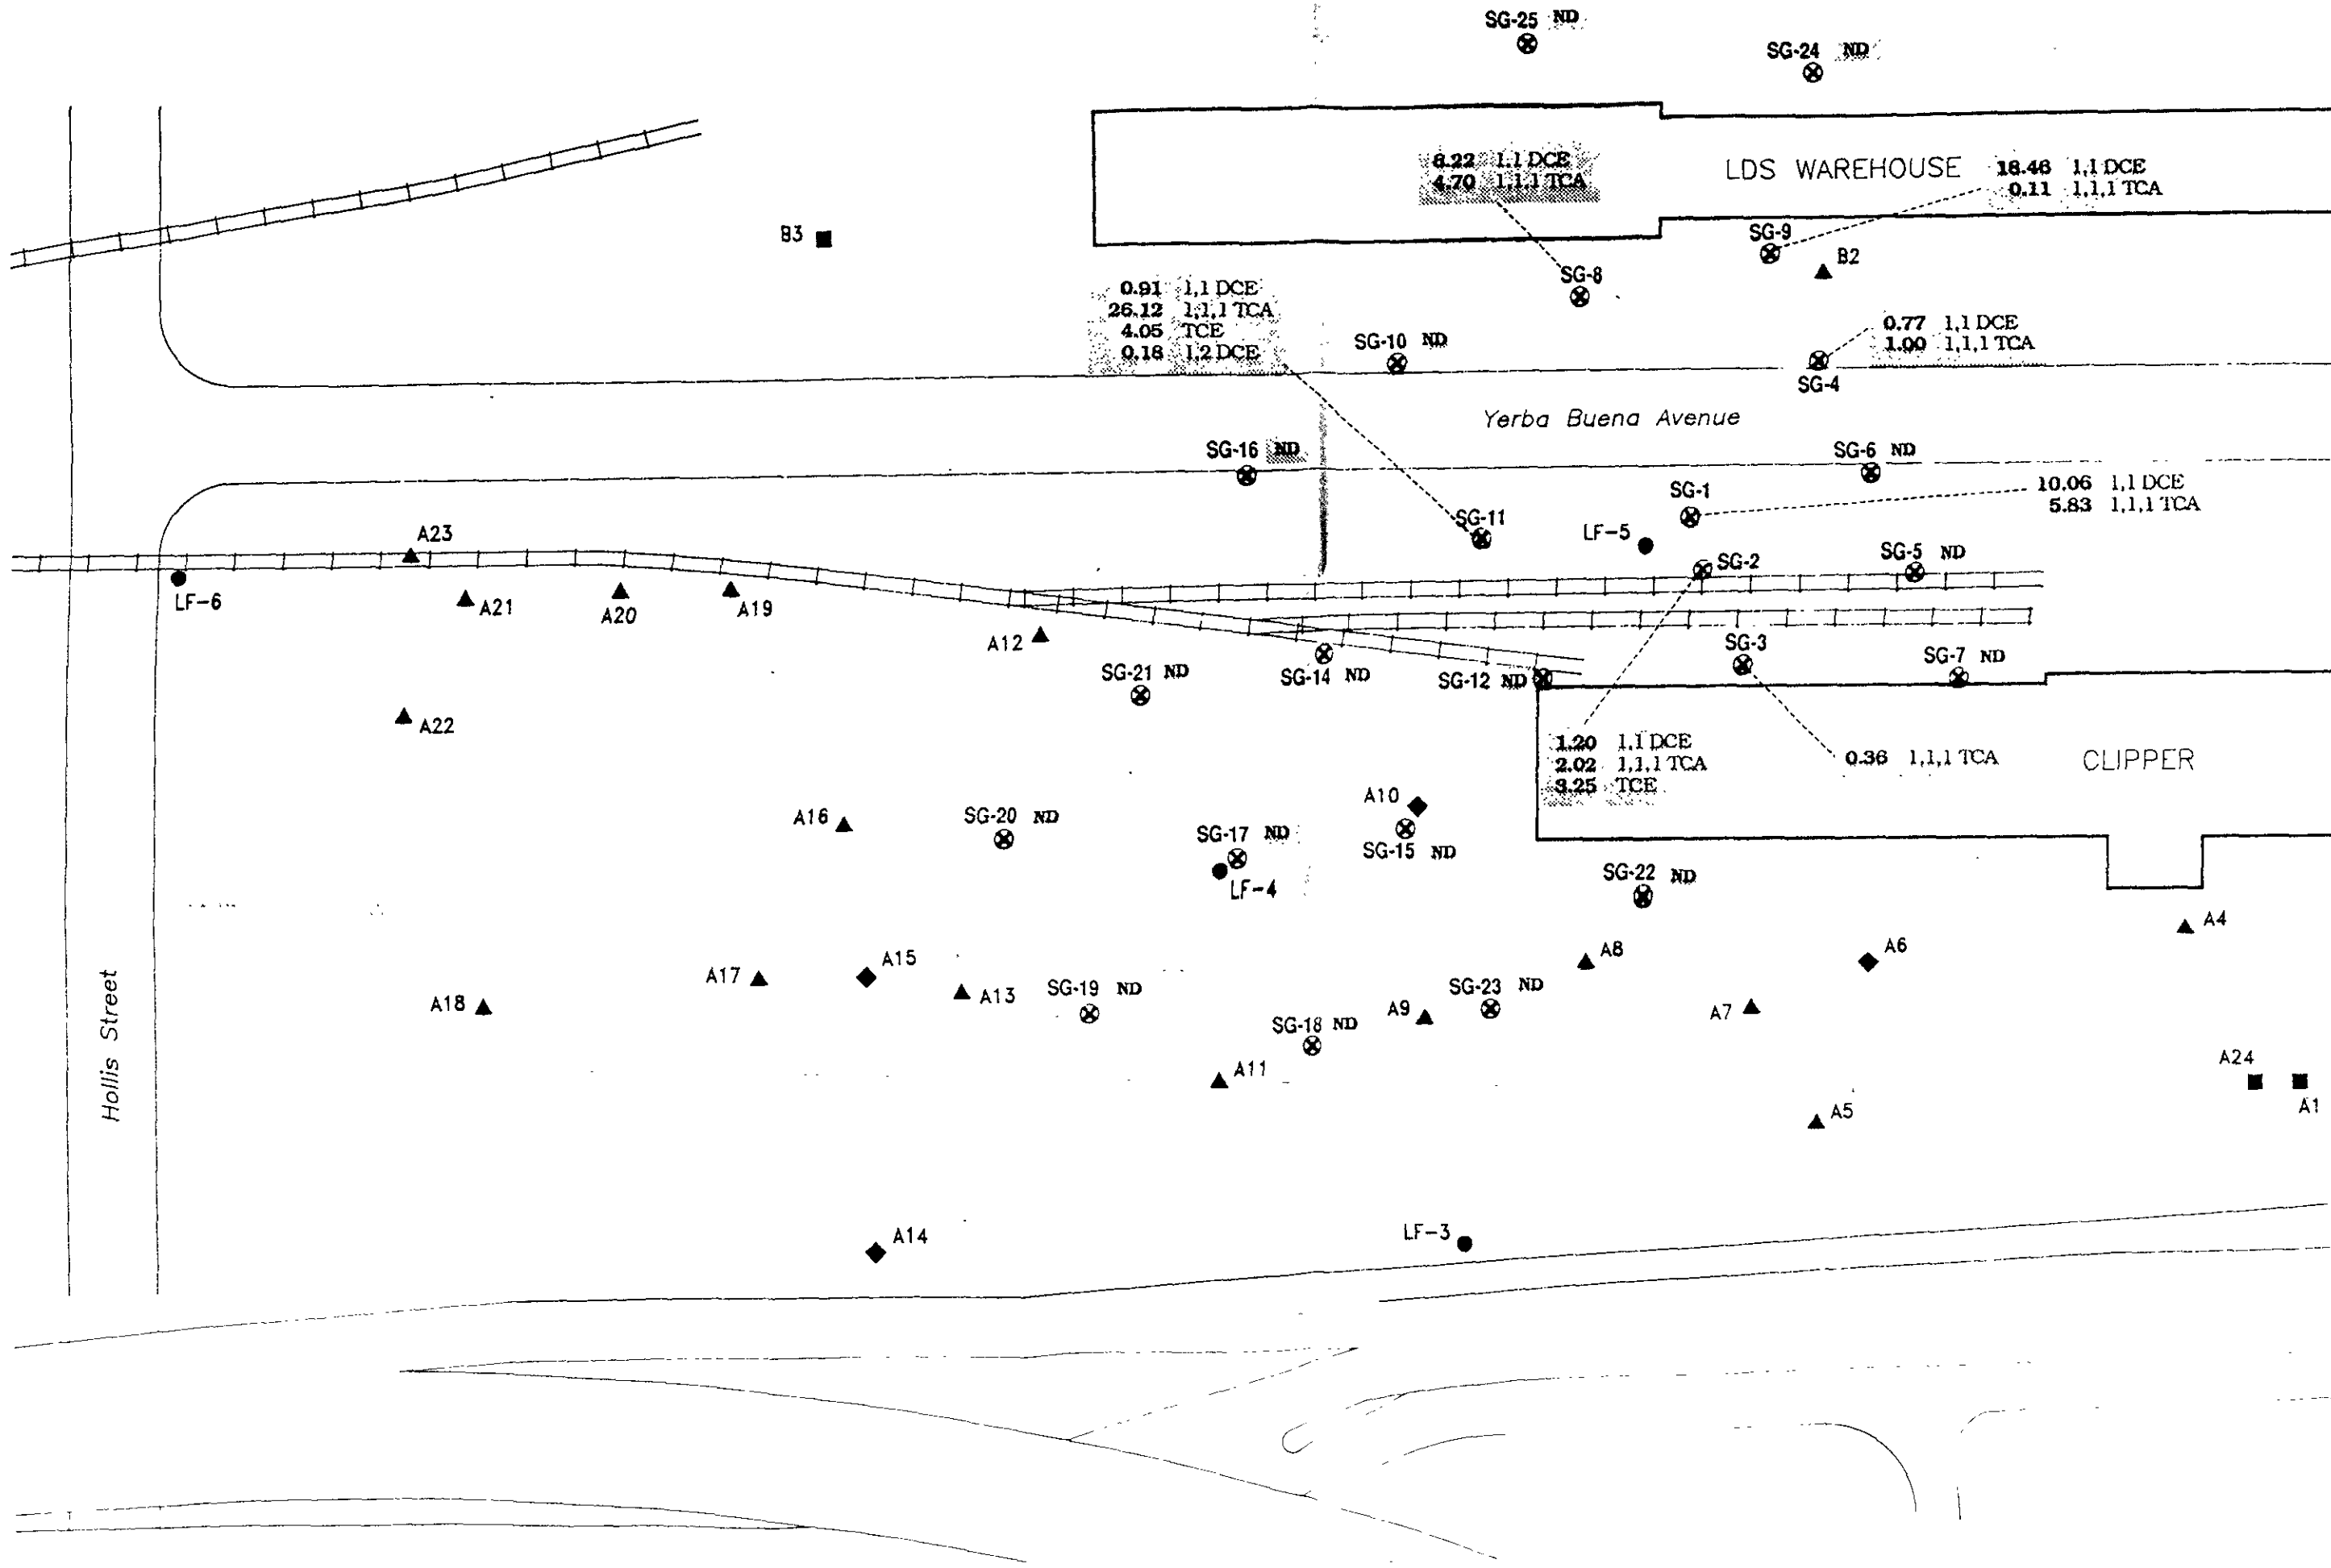 SG-25 ND
SG-24 ND
8.22 1,1 DCE
4.70 1,1,1 TCA
LDS WAREHOUSE
18.46 1,1 DCE
0.11 1,1,1 TCA
B3
SG-9
B2
SG-8
0.91 1,1 DCE
26.12 1,1,1 TCA
4.05 TCE
0.18 1,2 DCE
SG-10 ND
0.77 1,1 DCE
1.00 1,1,1 TCA
SG-4
Yerba Buena Avenue
SG-16 ND
SG-6 ND
SG-1
10.06 1,1 DCE
5.83 1,1,1 TCA
SG-11
LF-5
A23
SG-2
SG-5 ND
LF-6
A21
A20
A19
A12
SG-3
SG-21 ND
SG-14 ND
SG-12 ND
SG-7 ND
A22
1.20 1,1 DCE
2.02 1,1,1 TCA
3.25 TCE
0.36 1,1,1 TCA
CLIPPER
A10
A16
SG-20 ND
SG-17 ND
SG-15 ND
LF-4
SG-22 ND
A4
A8
A6
A17
A15
A13
SG-19 ND
SG-23 ND
A18
A9
A7
SG-18 ND
Hollis Street
A11
A24
A1
A5
A14
LF-3